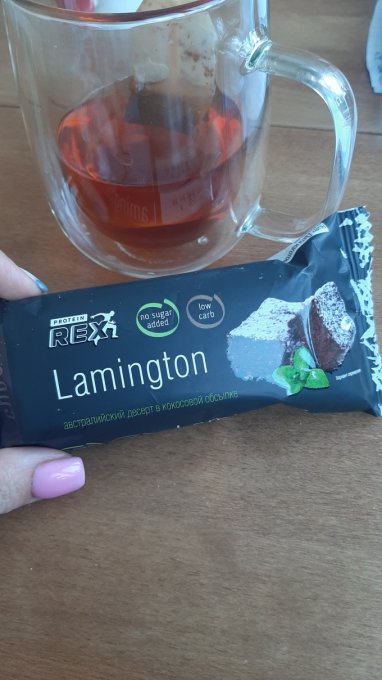 PROTEIN
REX
no sugar
added
low
carb
Lamington
австралийский десерт в кокосовой обсыпке